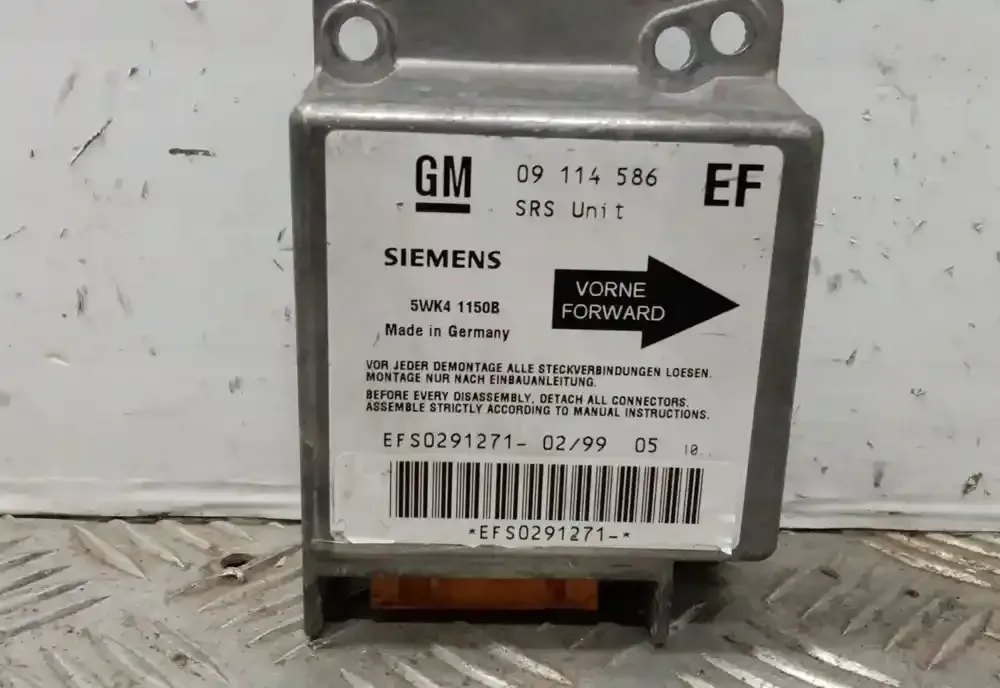 GM 09 114 586 EF
SRS Unit
SIEMENS
VORNE
FORWARD
5WK4 1150B
Made in Germany
VOR JEDER DEMONTAGE ALLE STECKVERBINDUNGEN LOESEN.
MONTAGE NUR NACH EINBAUANLEITUNG.
BEFORE EVERY DISASSEMBLY, DETACH ALL CONNECTORS.
ASSEMBLE STRICTLY ACCORDING TO MANUAL INSTRUCTIONS.
EFS0291271- 02/99 05 10
*EFS0291271-*